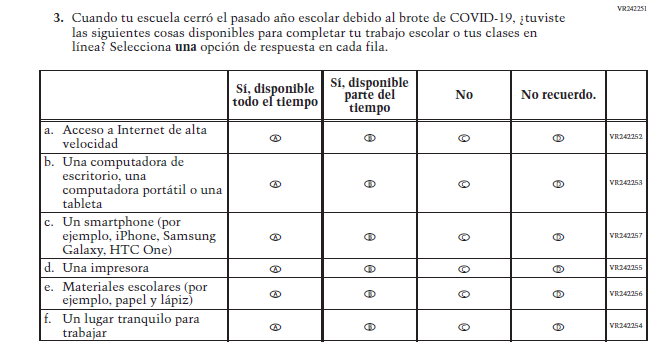 VR242251
3. Cuando tu escuela cerró el pasado año escolar debido al brote de COVID-19, ¿tuviste
las siguientes cosas disponibles para completar tu trabajo escolar o tus clases en
línea? Selecciona una opción de respuesta en cada fila.
Sí, disponible
todo el tiempo
Sí, disponible
parte del
tiempo
No
No recuerdo.
a. Acceso a Internet de alta
velocidad
A B C D VR242252
b. Una computadora de
escritorio, una
computadora portátil o una
tableta
A B C D VR242253
c. Un smartphone (por
ejemplo, iPhone, Samsung
Galaxy, HTC One)
A B C D VR242257
d. Una impresora
A B C D VR242255
e. Materiales escolares (por
ejemplo, papel y lápiz)
A B C D VR242256
f. Un lugar tranquilo para
trabajar
A B C D VR242254